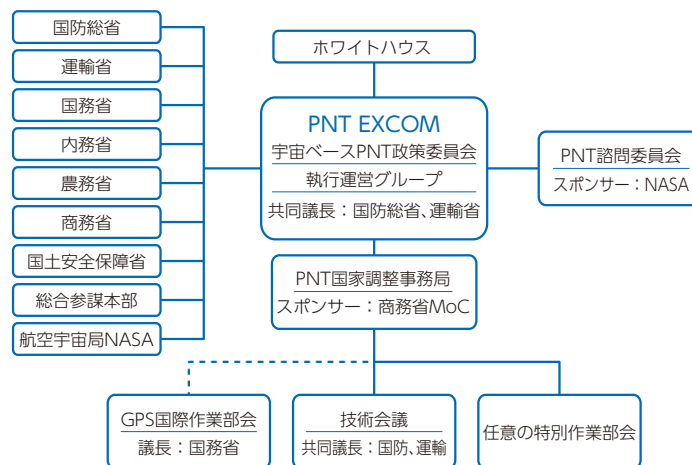 国防総省
運輸省
国務省
内務省
農務省
商務省
国土安全保障省
総合参謀本部
航空宇宙局NASA
ホワイトハウス
PNT EXCOM
宇宙ベースPNT政策委員会
執行運営グループ
共同議長：国防総省、運輸省
PNT諮問委員会
スポンサー：NASA
PNT国家調整事務局
スポンサー：商務省MoC
GPS国際作業部会
議長：国務省
技術会議
共同議長：国防、運輸
任意の特別作業部会